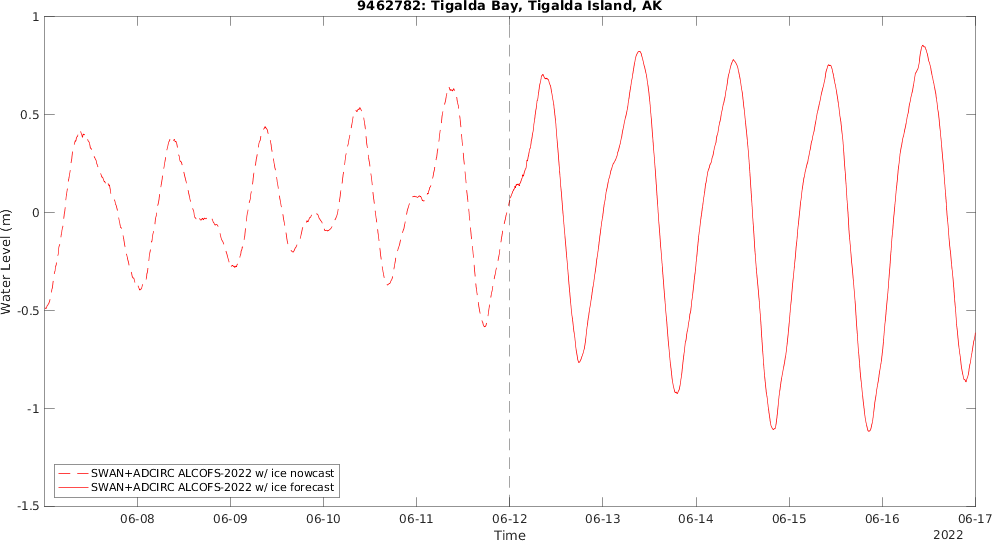 9462782: Tigalda Bay, Tigalda Island, AK
1
0.5
0
-0.5
-1
-1.5
Water Level (m)
SWAN+ADCIRC ALCOFS-2022 w/ ice nowcast
SWAN+ADCIRC ALCOFS-2022 w/ ice forecast
06-08 06-09 06-10 06-11 06-12 06-13 06-14 06-15 06-16 06-17
Time
2022